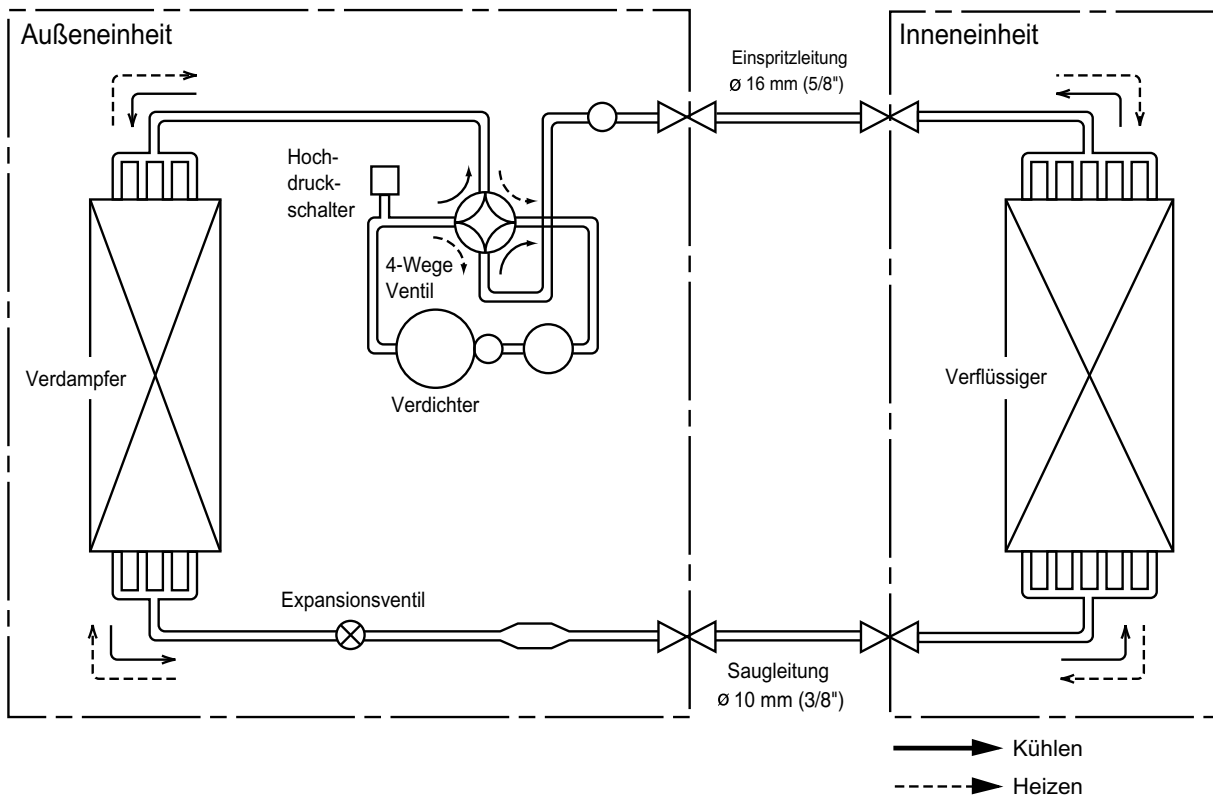 Außeneinheit
Inneneinheit
Einspritzleitung
ø 16 mm (5/8")
Hoch-
druck-
schalter
4-Wege
Ventil
Verdampfer
Verdichter
Verflüssiger
Expansionsventil
Saugleitung
ø 10 mm (3/8")
Kühlen
Heizen